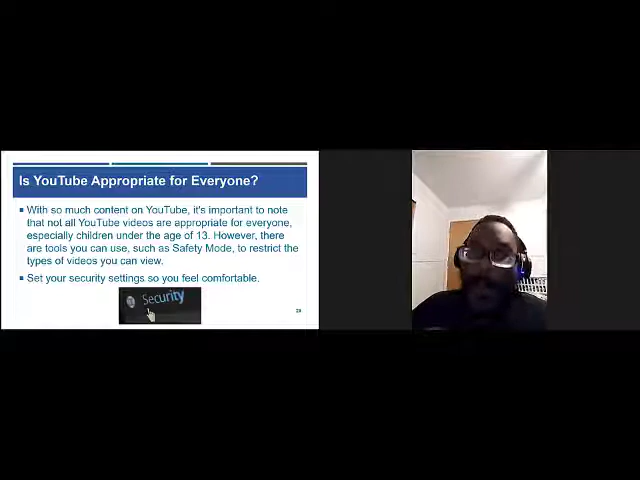 Is YouTube Appropriate for Everyone?
With so much content on YouTube, it's important to note
that not all YouTube videos are appropriate for everyone,
especially children under the age of 13. However, there
are tools you can use, such as Safety Mode, to restrict the
types of videos you can view.
Set your security settings so you feel comfortable.
Security